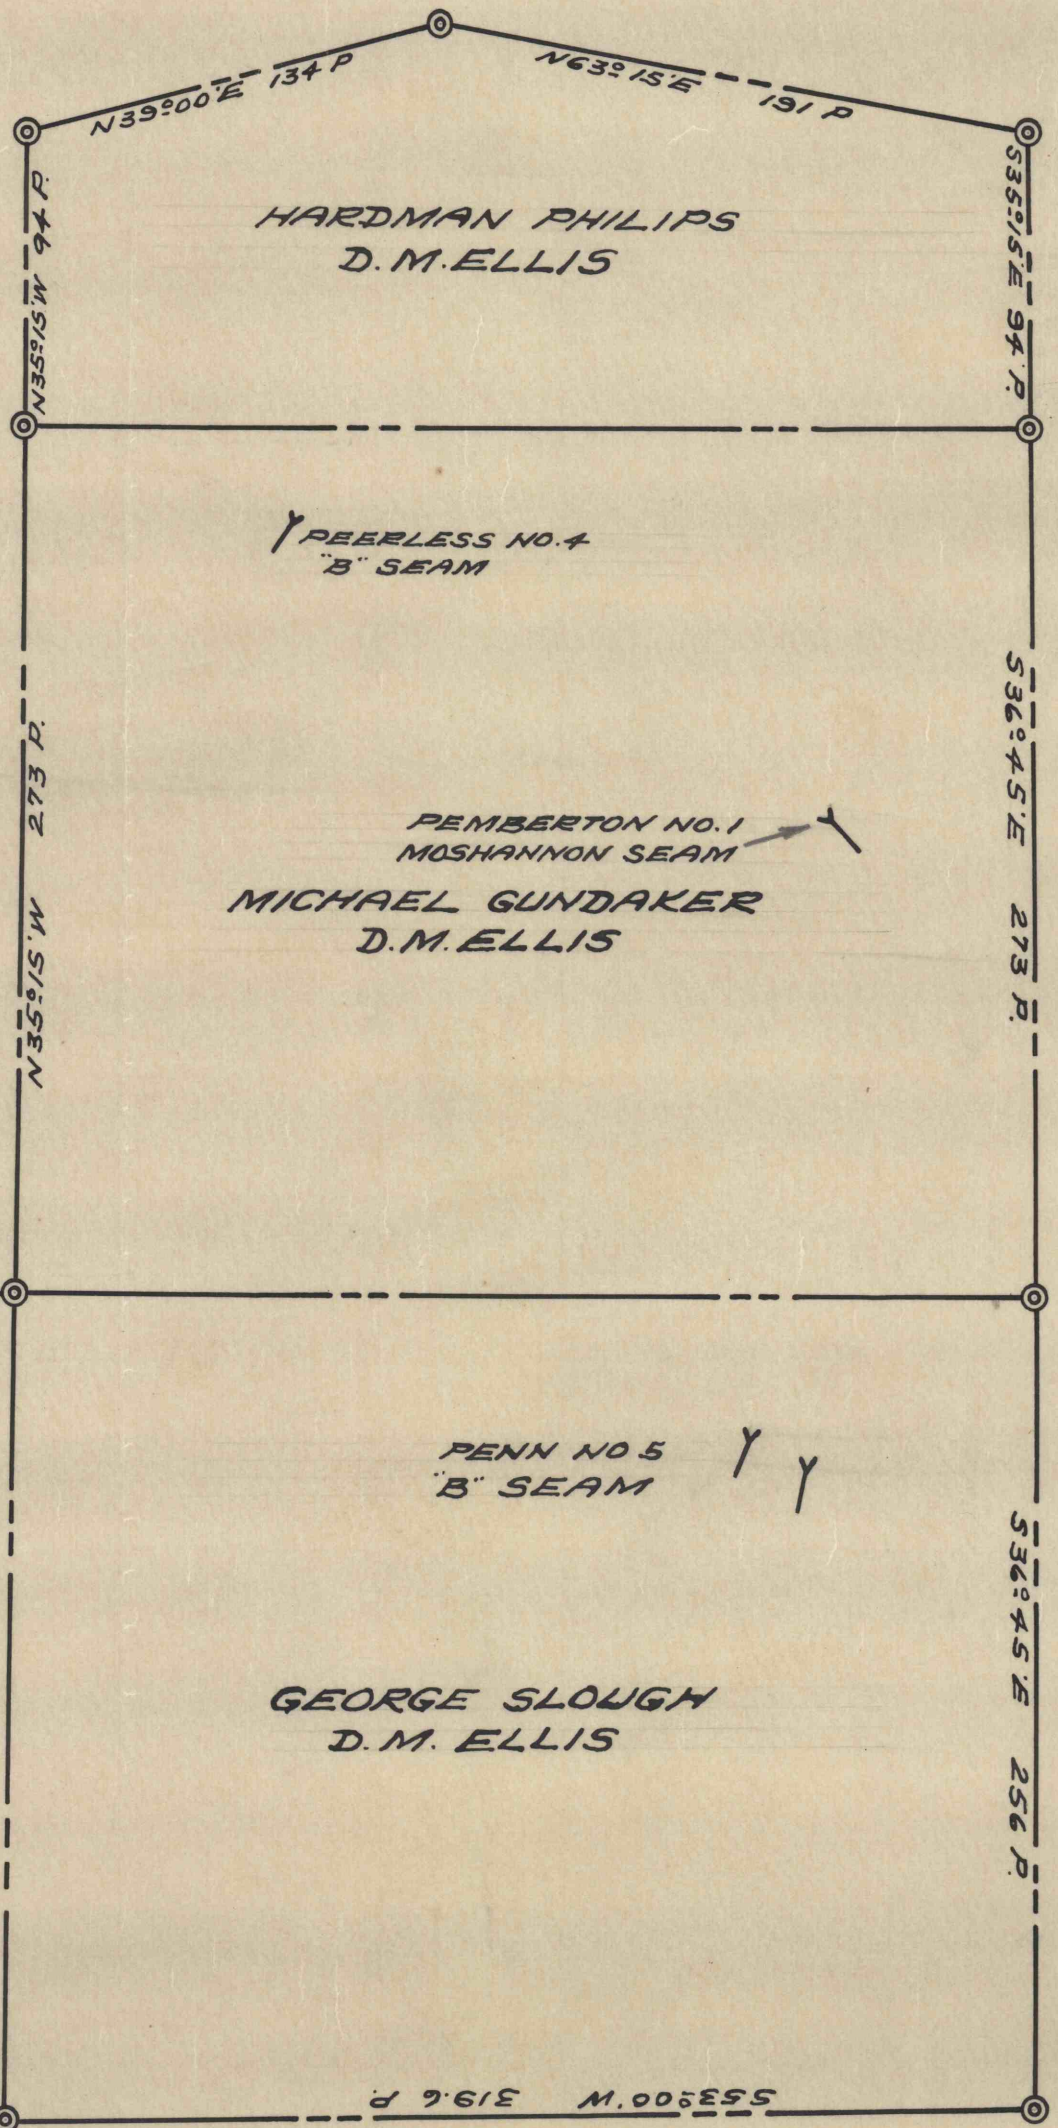 N39°00'E 134 P
N63°15'E 191 P
N35°15'W 94 P.
S35°15'E 94 P.
HARDMAN PHILIPS
D.M. ELLIS
PEERLESS NO.4
"B" SEAM
N35°15'W 273 P.
S36°45'E 273 P.
PEMBERTON NO.1
MOSHANNON SEAM
MICHAEL GUNDAKER
D.M. ELLIS
PENN NO 5
"B" SEAM
S36°45'E 256 P.
GEORGE SLOUGH
D.M. ELLIS
S53°00'W 319.6 P.